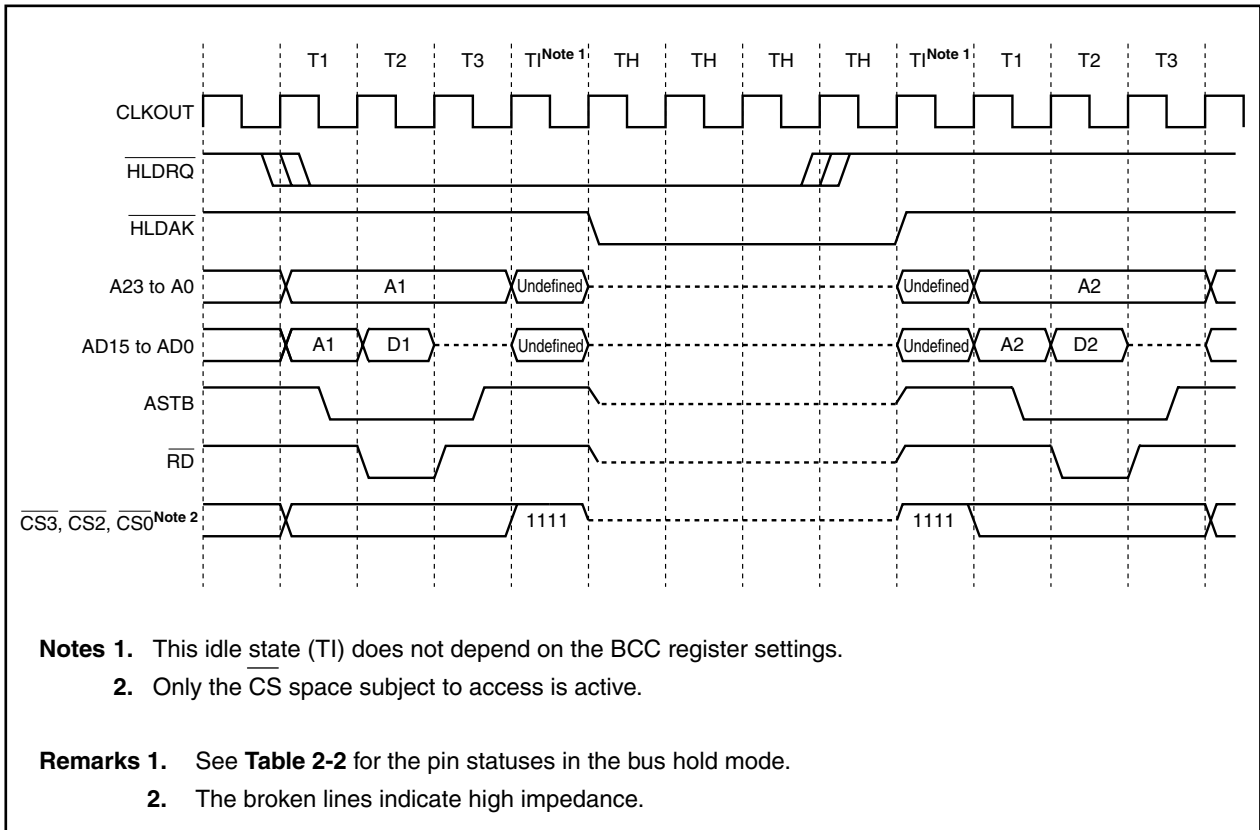 T1 T2 T3 TINote 1 TH TH TH TH TINote 1 T1 T2 T3
CLKOUT
HLDRQ
HLDAK
A23 to A0 A1 Undefined Undefined A2
AD15 to AD0 A1 D1 Undefined Undefined A2 D2
ASTB
RD
CS3, CS2, CS0Note 2 1111 1111
Notes 1. This idle state (TI) does not depend on the BCC register settings.
2. Only the CS space subject to access is active.
Remarks 1. See Table 2-2 for the pin statuses in the bus hold mode.
2. The broken lines indicate high impedance.